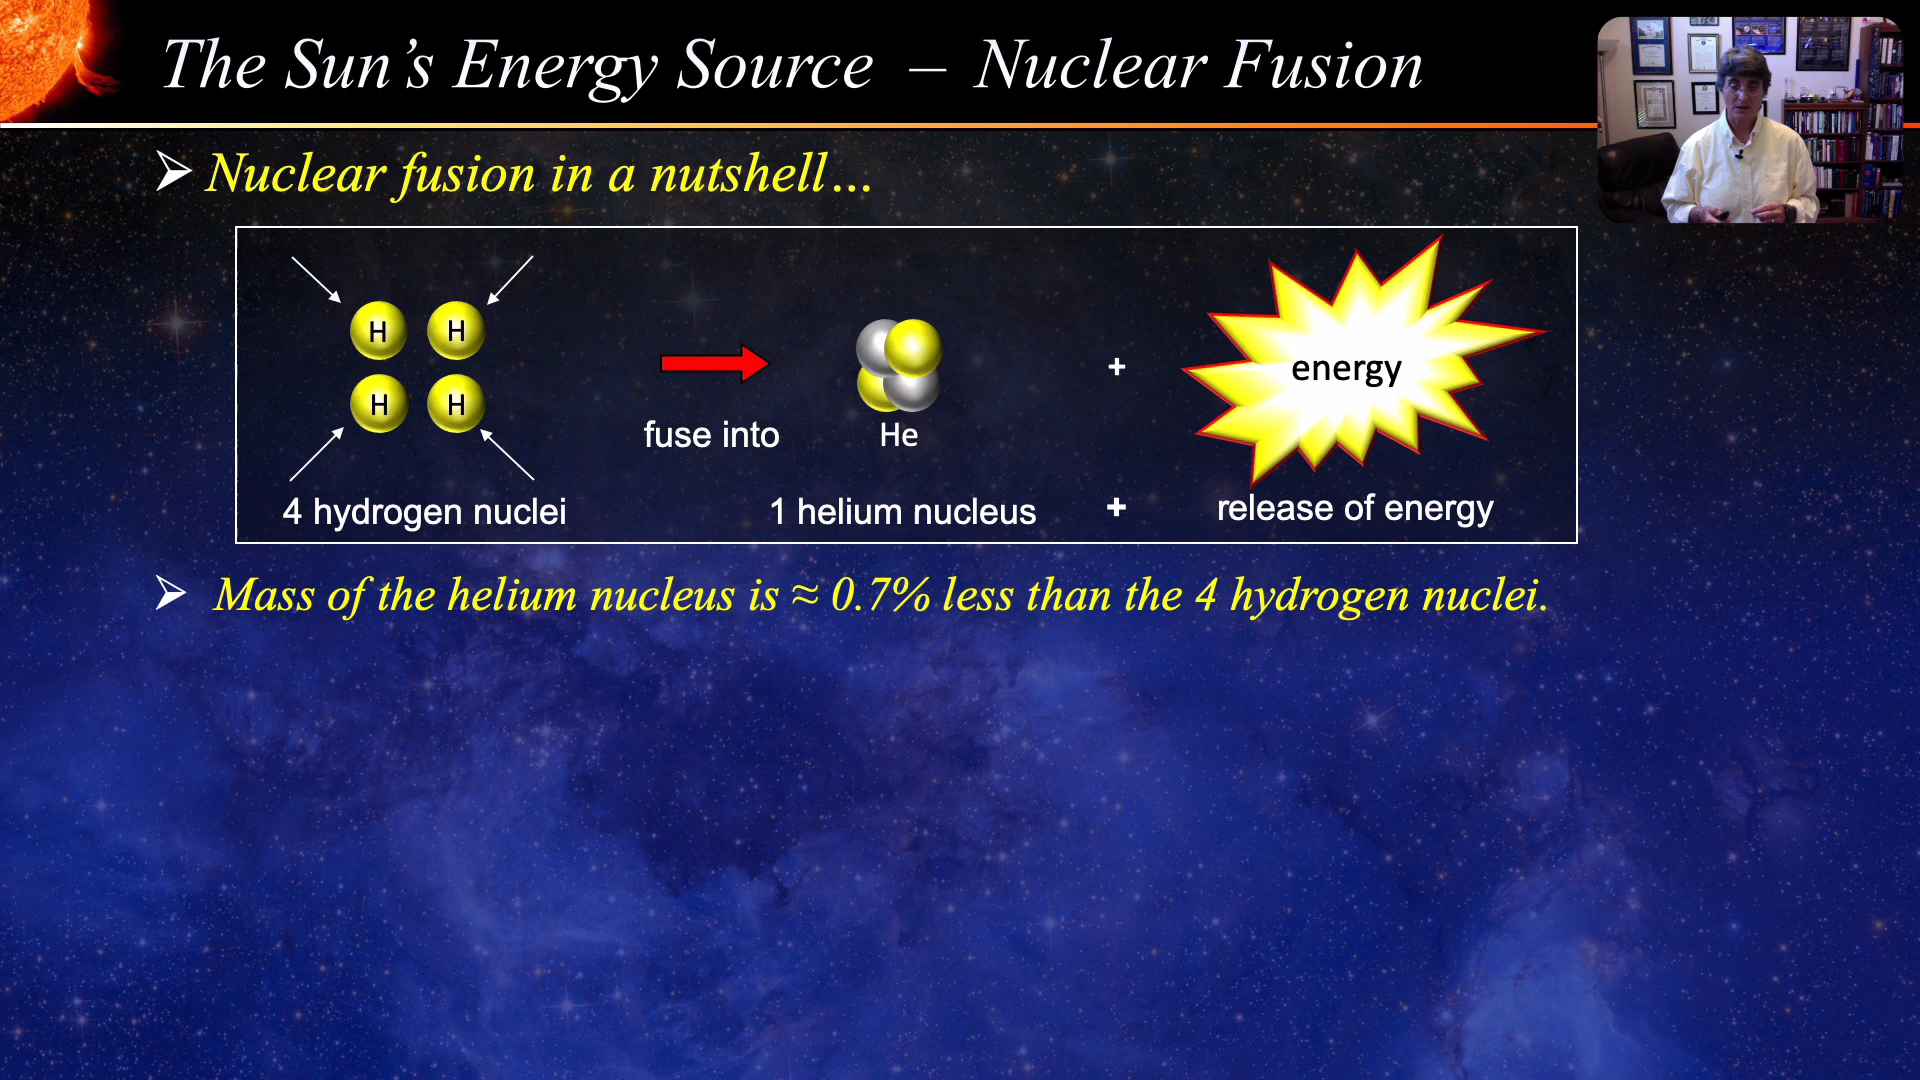 The Sun's Energy Source – Nuclear Fusion
Nuclear fusion in a nutshell...
H H
H H
fuse into
He
+
energy
4 hydrogen nuclei
1 helium nucleus
+
release of energy
Mass of the helium nucleus is ≈ 0.7% less than the 4 hydrogen nuclei.